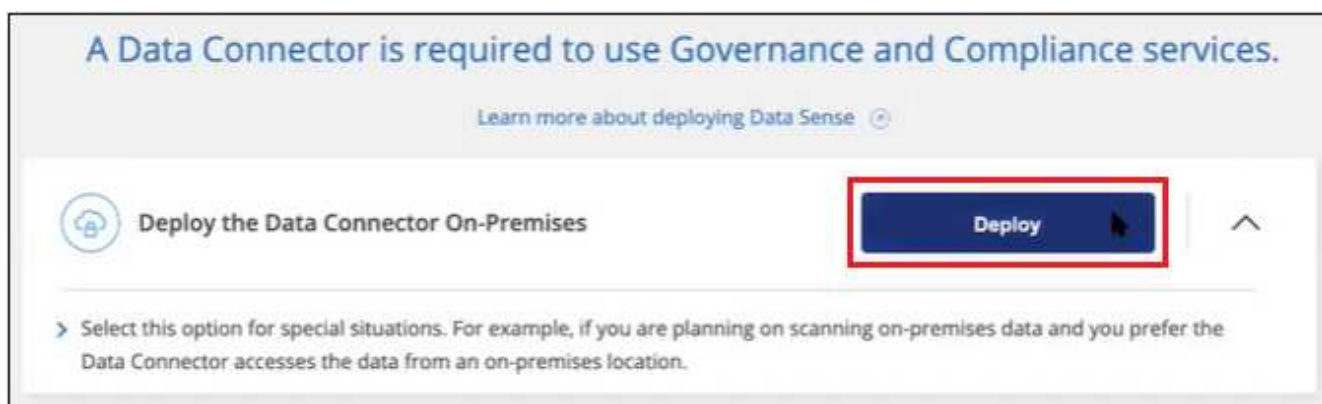 A Data Connector is required to use Governance and Compliance services.
Learn more about deploying Data Sense
Deploy the Data Connector On-Premises
Deploy
Select this option for special situations. For example, if you are planning on scanning on-premises data and you prefer the
Data Connector accesses the data from an on-premises location.